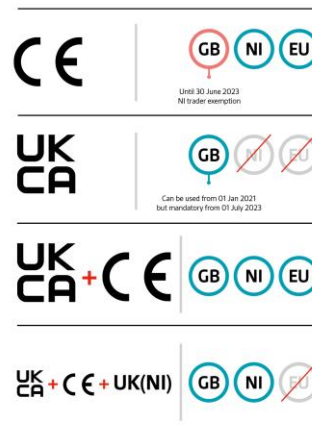 CE GB NI EU
Until 30 June 2023
NI trader exemption
UK
CA GB NI EU
Can be used from 01 Jan 2021
but mandatory from 01 July 2023
UK
CA + CE GB NI EU
UK
CA + CE + UK(NI) GB NI EU